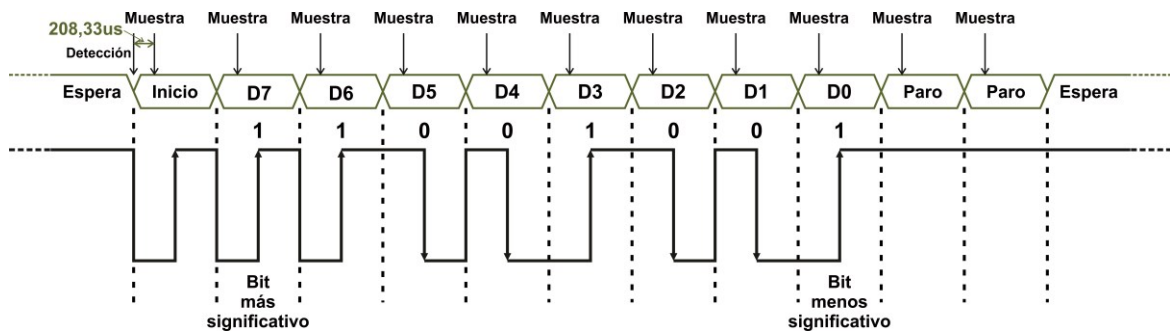 Muestra Muestra Muestra Muestra Muestra Muestra Muestra Muestra Muestra Muestra Muestra
208,33us
Detección
Espera Inicio D7 D6 D5 D4 D3 D2 D1 D0 Paro Paro Espera
1 1 0 0 1 0 0 1
Bit
más
significativo
Bit
menos
significativo